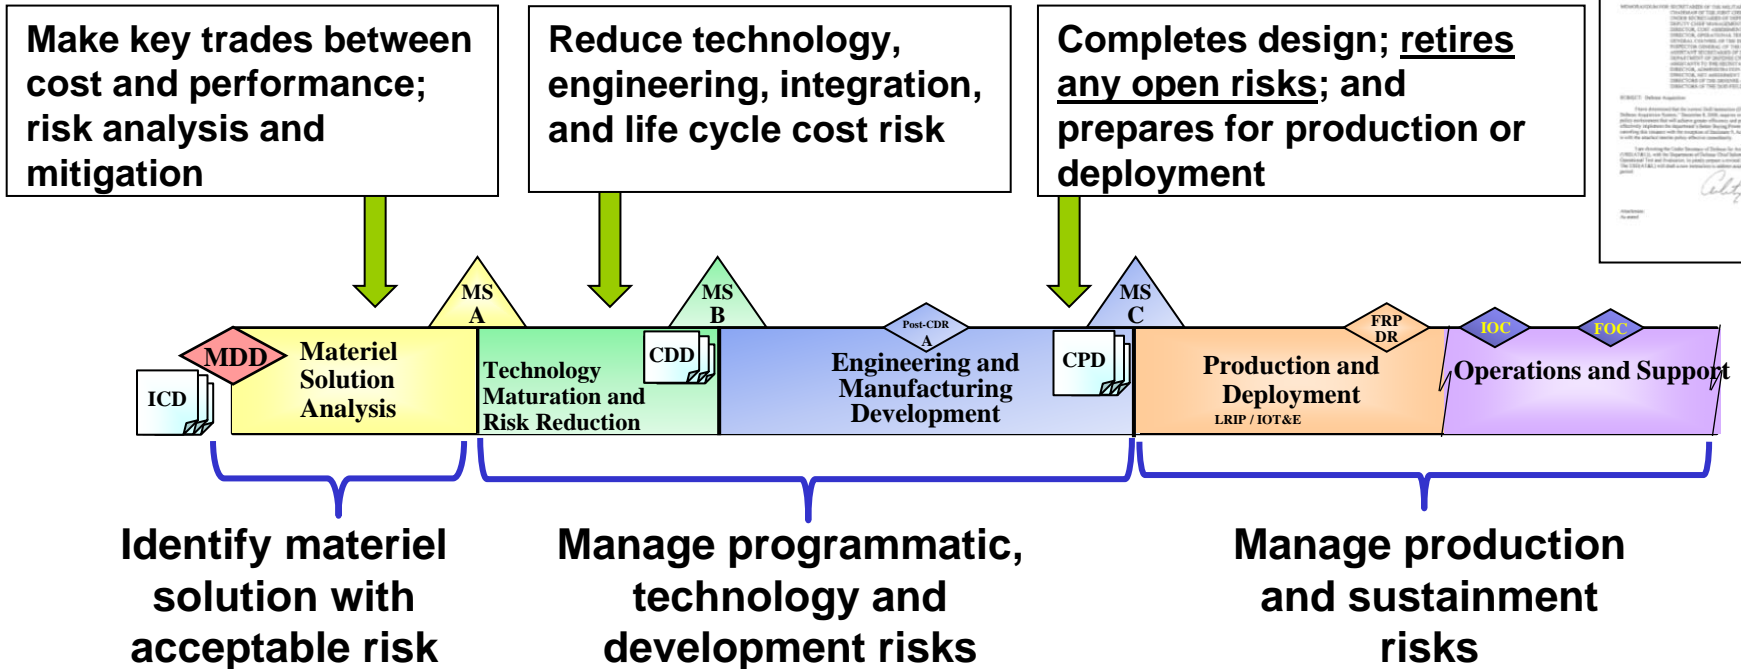 Make key trades between
cost and performance;
risk analysis and
mitigation
Reduce technology,
engineering, integration,
and life cycle cost risk
Completes design; retires
any open risks; and
prepares for production or
deployment
MS
A
MS
B
MS
C
Post-CDR
A
FRP
DR
IOC
FOC
MDD
ICD
Materiel
Solution
Analysis
Technology
Maturation and
Risk Reduction
CDD
Engineering and
Manufacturing
Development
CPD
Production and
Deployment
LRIP / IOT&E
Operations and Support
Identify materiel
solution with
acceptable risk
Manage programmatic,
technology and
development risks
Manage production
and sustainment
risks